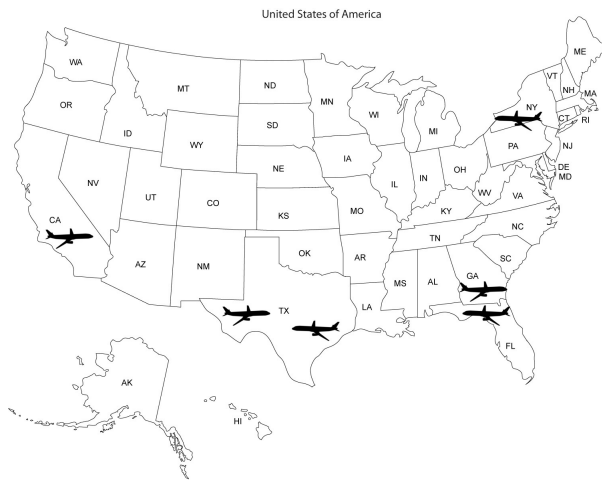 United States of America
ME
WA
VT
MT
ND
NH
MA
MN
OR
NY
WI
CT
RI
ID
SD
MI
WY
NJ
PA
IA
NE
OH
DE
NV
IL
IN
MD
UT
WV
CO
VA
KS
MO
KY
CA
NC
TN
OK
AR
SC
AZ
NM
GA
MS
AL
LA
TX
FL
AK
HI